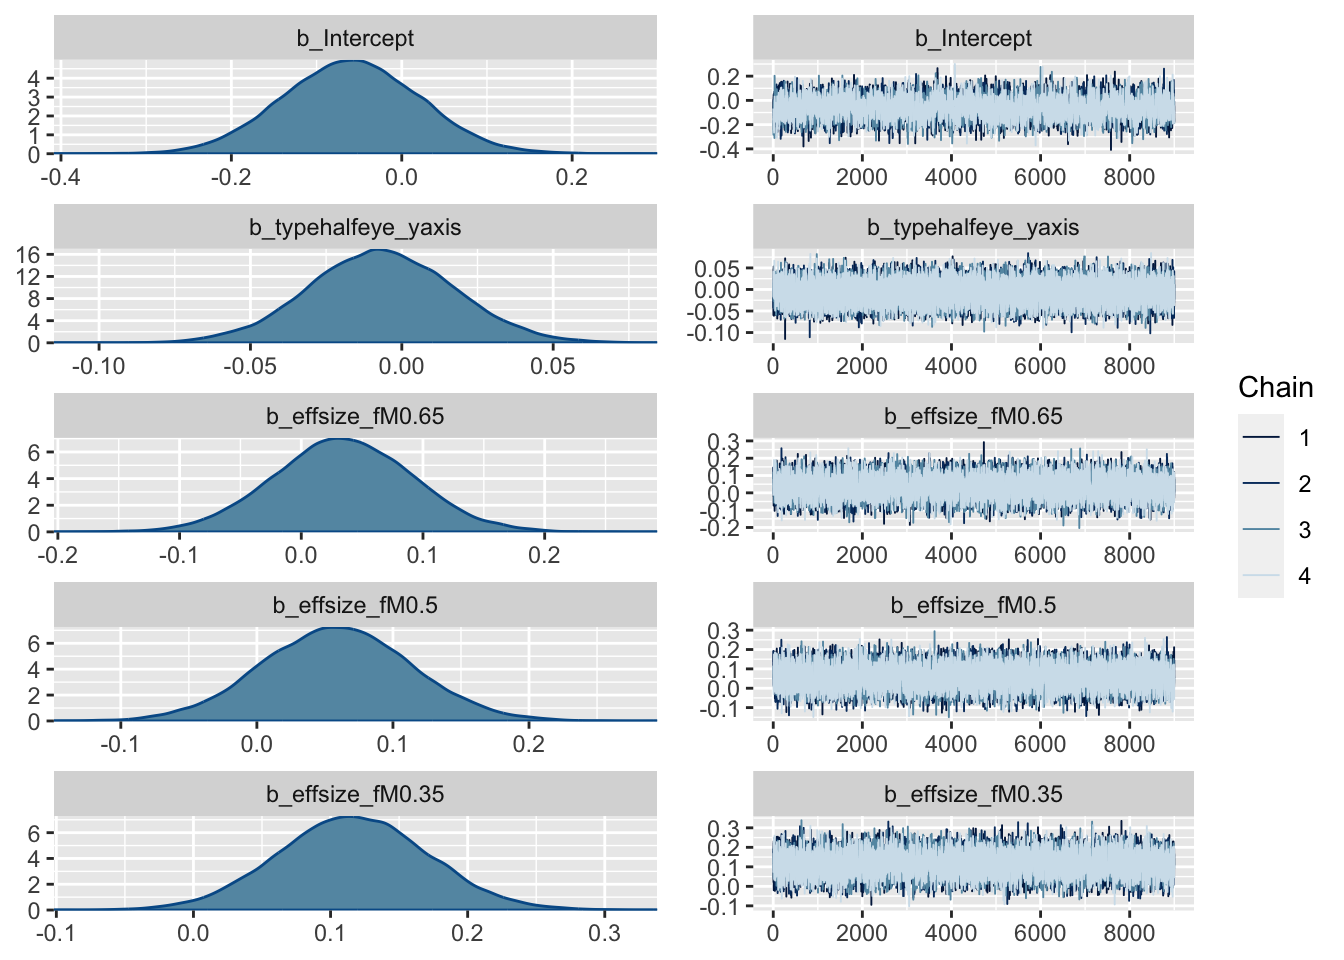 b_Intercept
4
3
2
1
0
-0.4 -0.2 0.0 0.2
b_Intercept
0.2
0.0
-0.2
-0.4
0 2000 4000 6000 8000
b_typehalfeye_yaxis
16
12
8
4
0
-0.10 -0.05 0.00 0.05
b_typehalfeye_yaxis
0.05
0.00
-0.05
-0.10
0 2000 4000 6000 8000
b_effsize_fM0.65
6
4
2
0
-0.2 -0.1 0.0 0.1 0.2
b_effsize_fM0.65
0.3
0.2
0.1
0.0
-0.1
-0.2
0 2000 4000 6000 8000
b_effsize_fM0.5
6
4
2
0
-0.1 0.0 0.1 0.2
b_effsize_fM0.5
0.3
0.2
0.1
0.0
-0.1
0 2000 4000 6000 8000
b_effsize_fM0.35
6
4
2
0
-0.1 0.0 0.1 0.2 0.3
b_effsize_fM0.35
0.3
0.2
0.1
0.0
-0.1
0 2000 4000 6000 8000
Chain
1
2
3
4